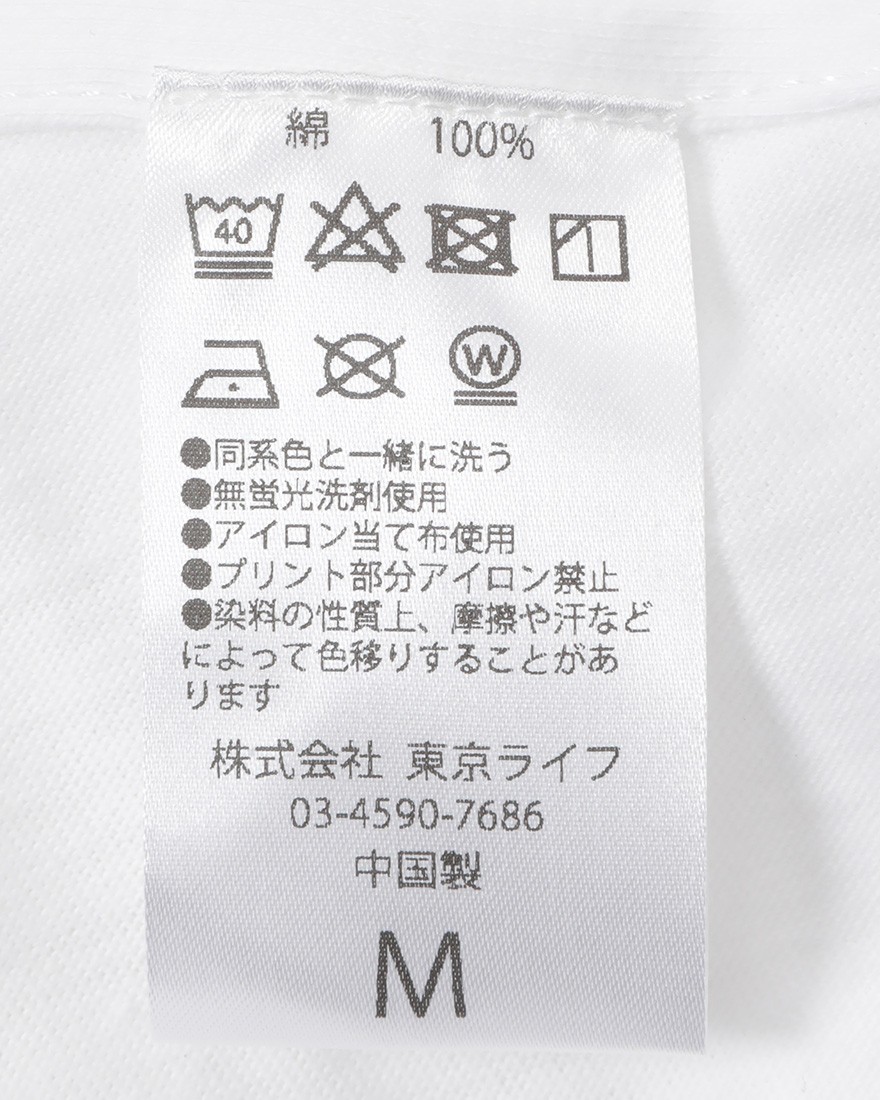 綿 100%
40
W
●同系色と一緒に洗う
●無蛍光洗剤使用
●アイロン当て布使用
●プリント部分アイロン禁止
●染料の性質上、摩擦や汗など
によって色移りすることがあ
ります
株式会社 東京ライフ
03-4590-7686
中国製
M